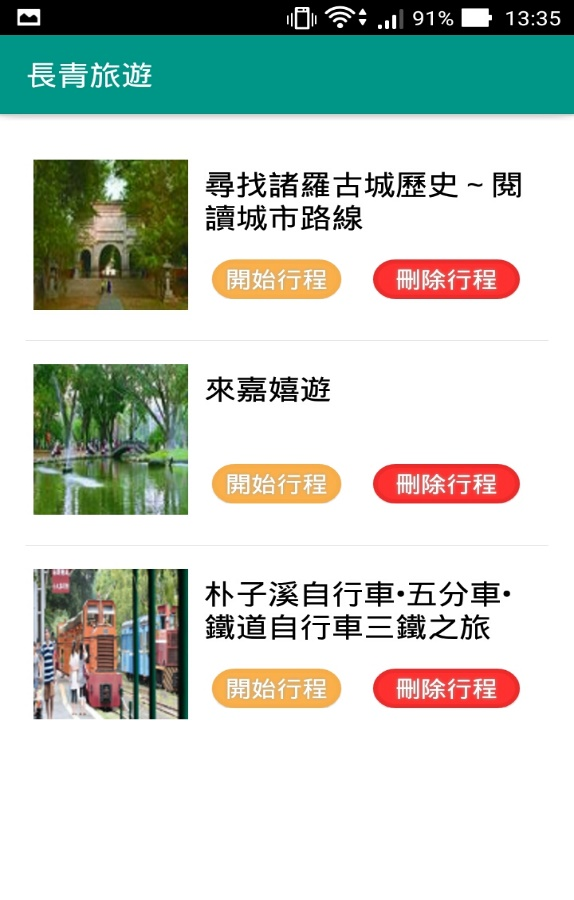 91% 13:35
長青旅遊
尋找諸羅古城歷史～閱
讀城市路線
開始行程 刪除行程
來嘉嬉遊
開始行程 刪除行程
朴子溪自行車•五分車•
鐵道自行車三鐵之旅
開始行程 刪除行程